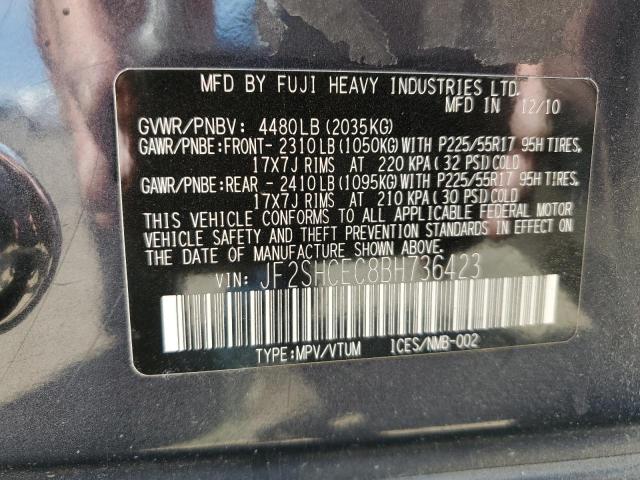 MFD BY FUJI HEAVY INDUSTRIES LTD.
MFD IN 12/10
GVWR/PNBV: 4480LB (2035KG)
GAWR/PNBE:FRONT- 2310LB (1050KG) WITH P225/55R17 95H TIRES,
17X7J RIMS AT 220 KPA (32 PSI) COLD
GAWR/PNBE:REAR - 2410LB (1095KG) WITH P225/55R17 95H TIRES,
17X7J RIMS AT 210 KPA (30 PSI) COLD
THIS VEHICLE CONFORMS TO ALL APPLICABLE FEDERAL MOTOR
VEHICLE SAFETY AND THEFT PREVENTION STANDARDS IN EFFECT ON
THE DATE OF MANUFACTURE SHOWN ABOVE.
VIN: JF2SHCEC8BH736423
TYPE:MPV/VTUM ICES/NMB-002